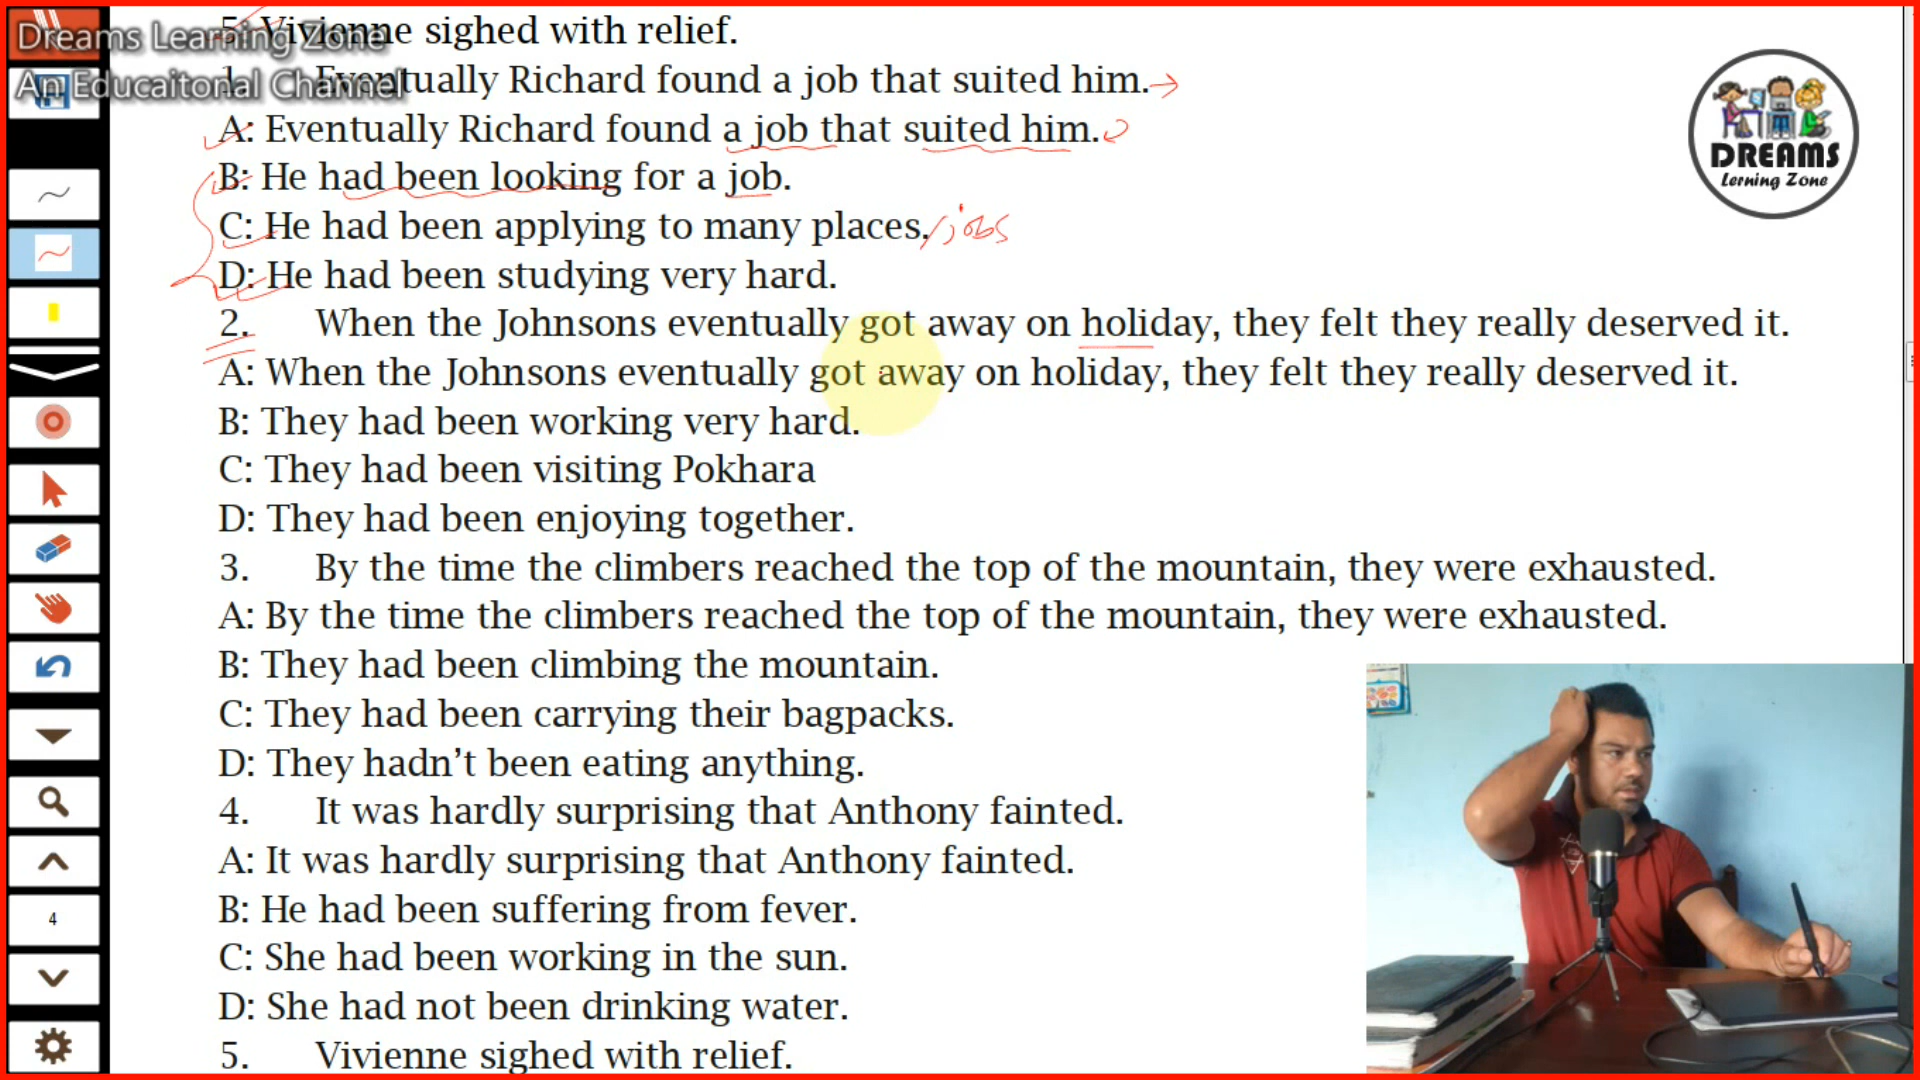 Dreams Learning Zone
An Educaitonal Channel
5: Vivienne sighed with relief.
1. Eventually Richard found a job that suited him.
A: Eventually Richard found a job that suited him.
B: He had been looking for a job.
C: He had been applying to many places. /jobs
D: He had been studying very hard.
2. When the Johnsons eventually got away on holiday, they felt they really deserved it.
A: When the Johnsons eventually got away on holiday, they felt they really deserved it.
B: They had been working very hard.
C: They had been visiting Pokhara
D: They had been enjoying together.
3. By the time the climbers reached the top of the mountain, they were exhausted.
A: By the time the climbers reached the top of the mountain, they were exhausted.
B: They had been climbing the mountain.
C: They had been carrying their bagpacks.
D: They hadn't been eating anything.
4. It was hardly surprising that Anthony fainted.
A: It was hardly surprising that Anthony fainted.
B: He had been suffering from fever.
C: She had been working in the sun.
D: She had not been drinking water.
5. Vivienne sighed with relief.
DREAMS
Lerning Zone
4